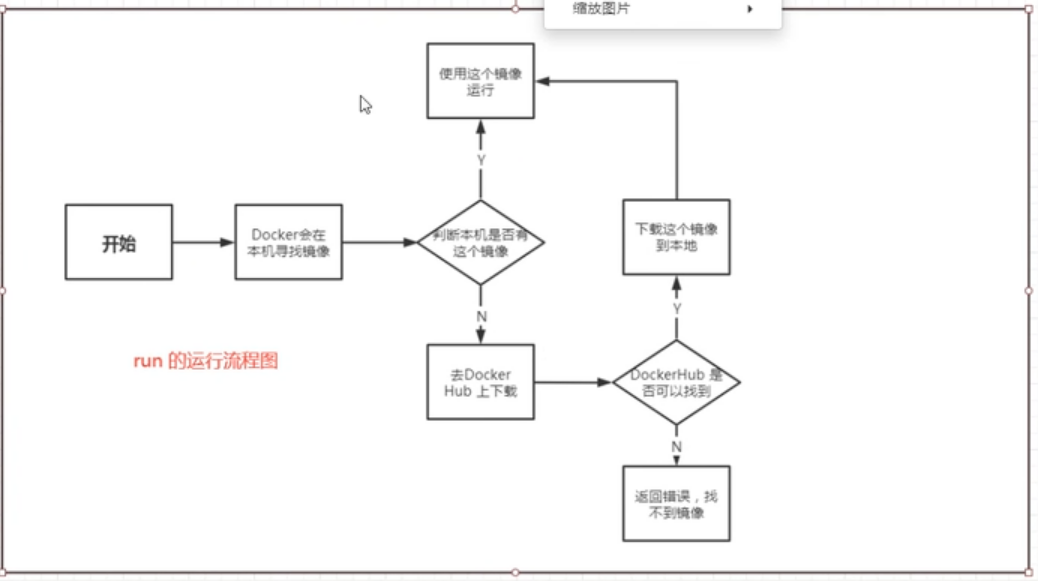 缩放图片
使用这个镜像
运行
Y
开始
Docker会在
本机寻找镜像
判断本机是否有
这个镜像
下载这个镜像
到本地
N
Y
run 的运行流程图
去Docker
Hub 上下载
DockerHub 是
否可以找到
N
返回错误，找
不到镜像